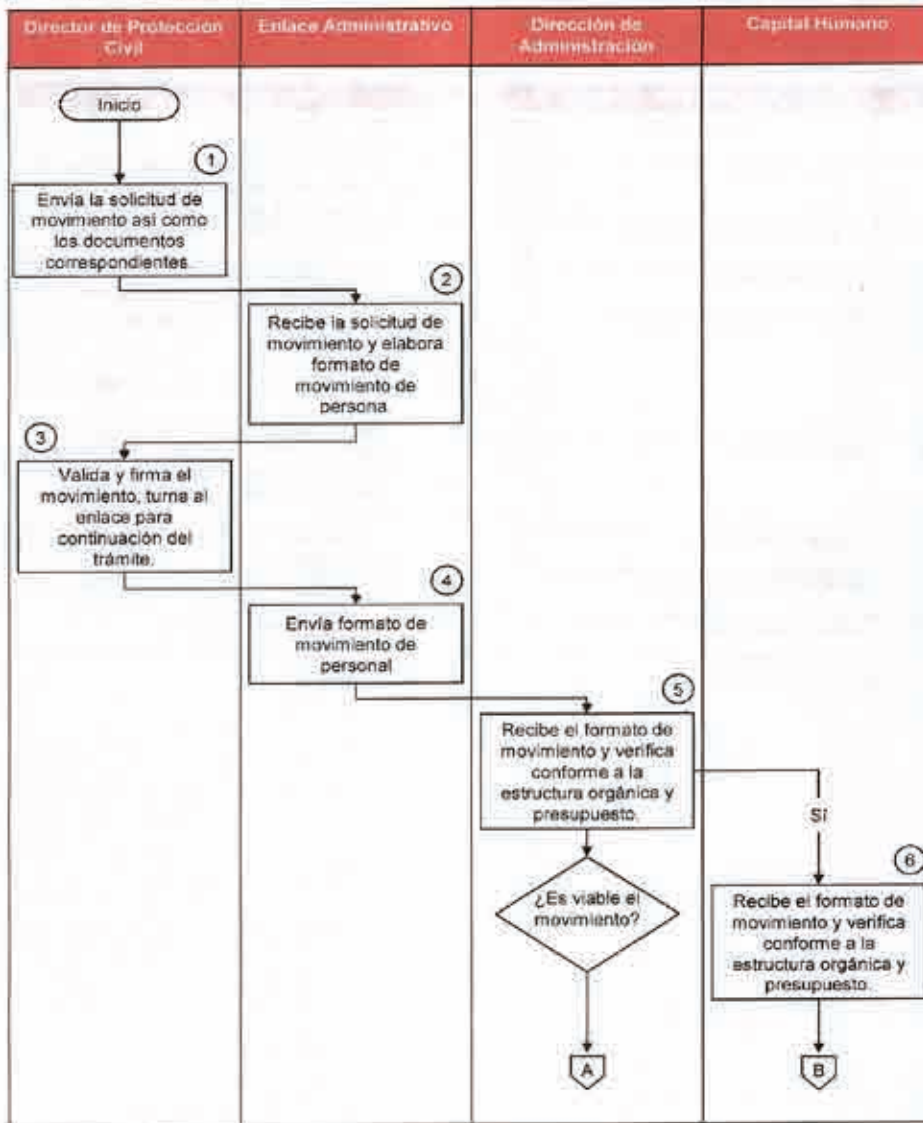 Director de Protección
Civil
Enlace Administrativo
Dirección de
Administración
Capital Humano
Inicio
1
Envía la solicitud de
movimiento así como
los documentos
correspondientes.
2
Recibe la solicitud de
movimiento y elabora
formato de
movimiento de
persona
3
Valida y firma el
movimiento, turna al
enlace para
continuación del
trámite.
4
Envía formato de
movimiento de
personal
5
Recibe el formato de
movimiento y verifica
conforme a la
estructura orgánica y
presupuesto.
Sí
¿Es viable el
movimiento?
6
Recibe el formato de
movimiento y verifica
conforme a la
estructura orgánica y
presupuesto.
A
B